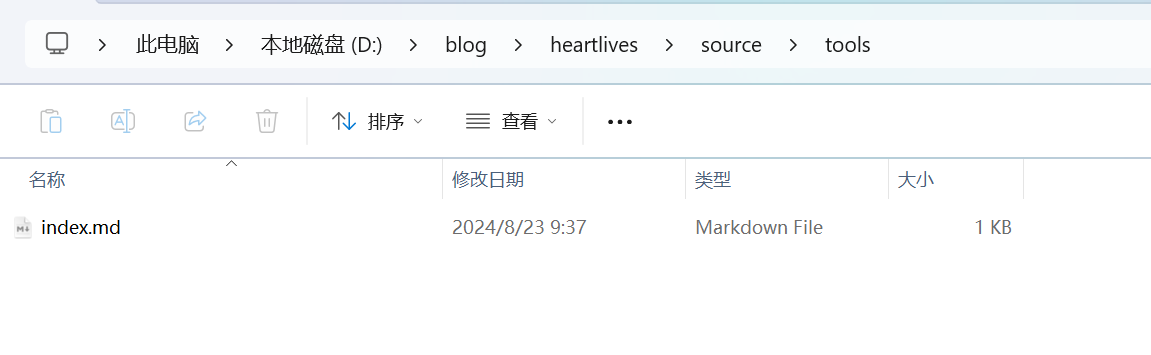 此电脑 本地磁盘 (D:) blog heartlives source tools
排序 查看
名称 修改日期 类型 大小
index.md 2024/8/23 9:37 Markdown File 1 KB